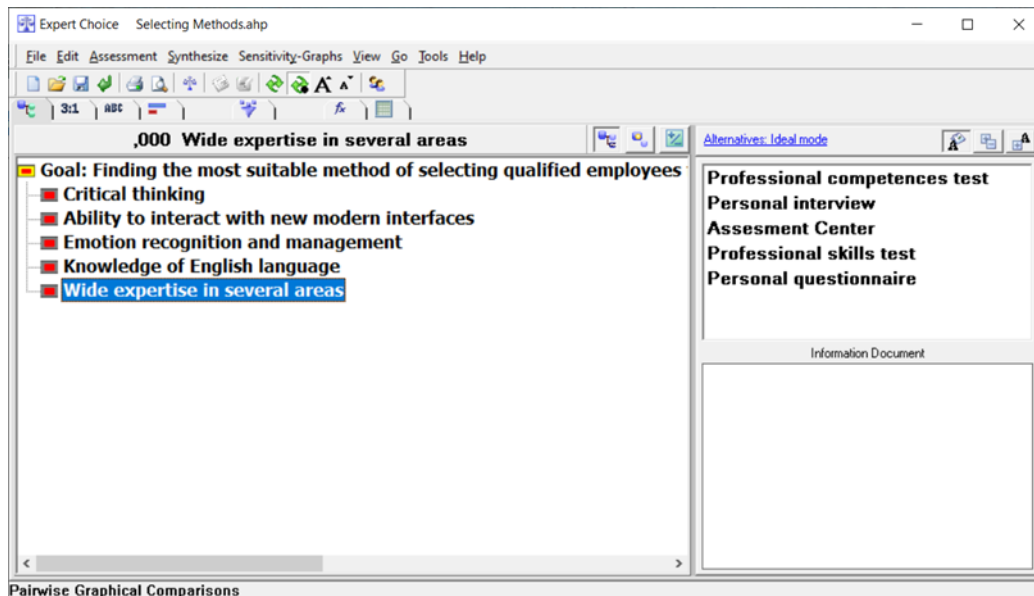 Expert Choice Selecting Methods.ahp
File Edit Assessment Synthesize Sensitivity-Graphs View Go Tools Help
A A
3:1 ABC fx
,000 Wide expertise in several areas
Goal: Finding the most suitable method of selecting qualified employees
Critical thinking
Ability to interact with new modern interfaces
Emotion recognition and management
Knowledge of English language
Wide expertise in several areas
Alternatives: Ideal mode
A A
Professional competences test
Personal interview
Assesment Center
Professional skills test
Personal questionnaire
Information Document
Pairwise Graphical Comparisons